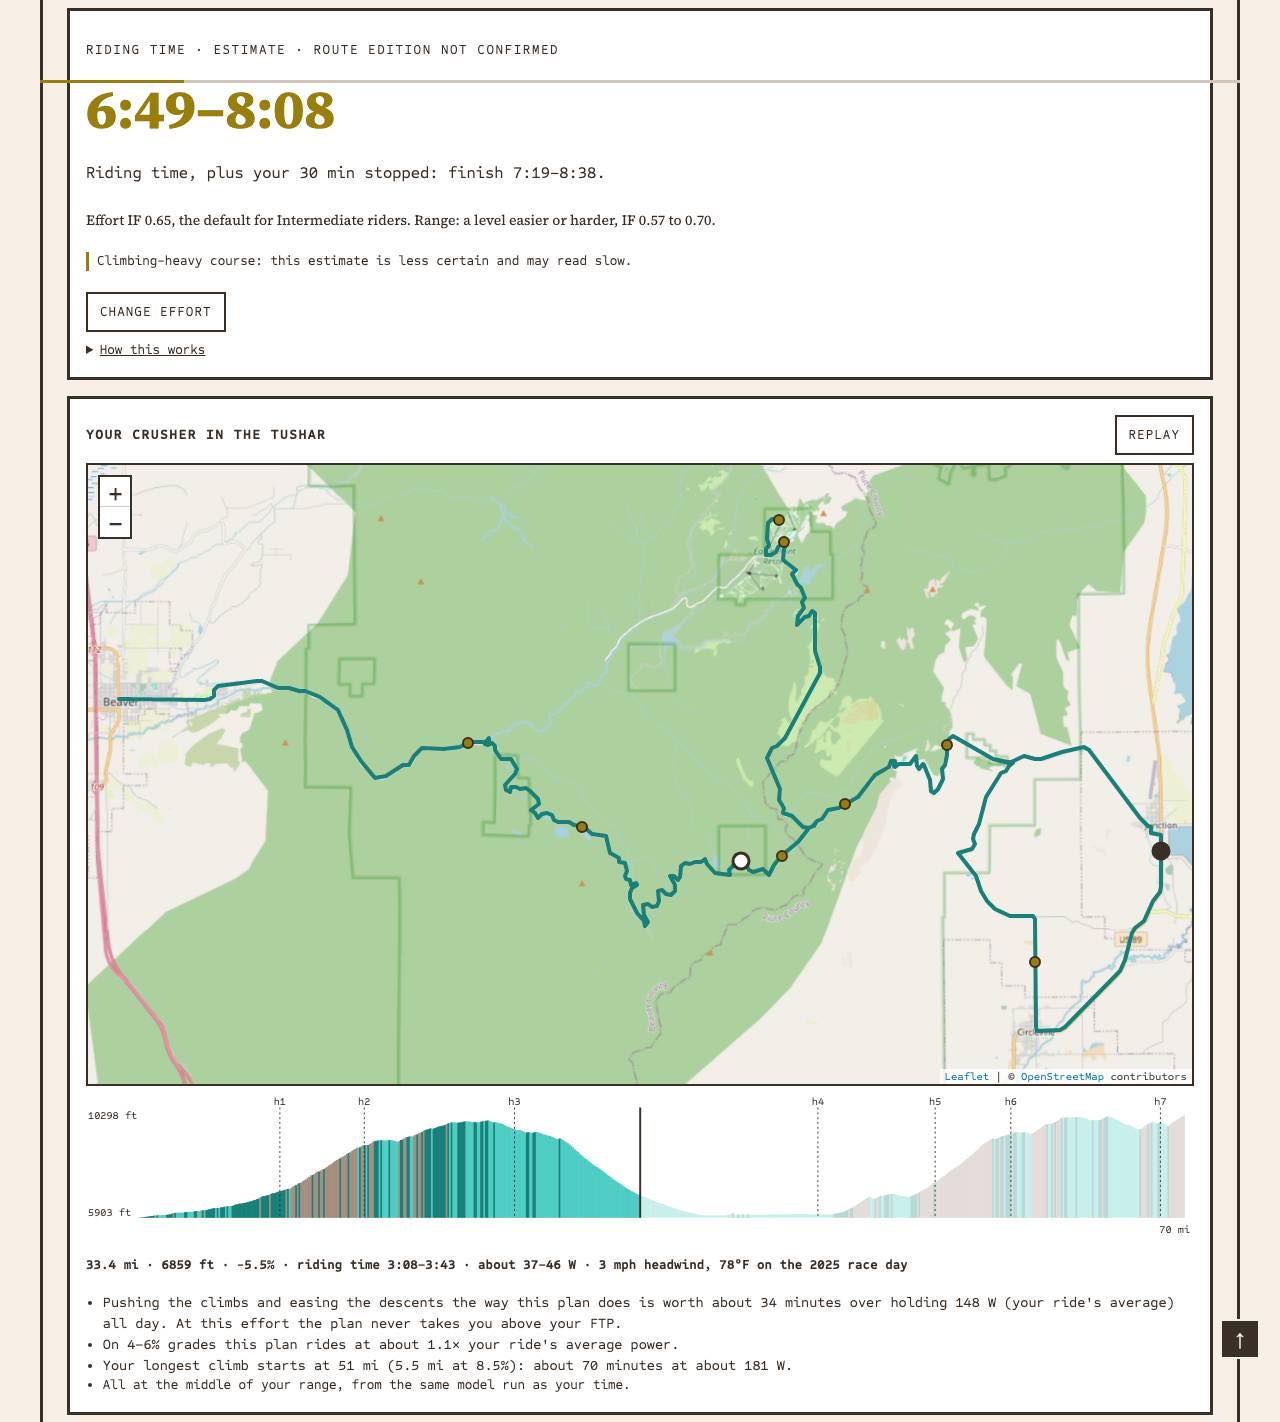 RIDING TIME · ESTIMATE · ROUTE EDITION NOT CONFIRMED
6:49–8:08
Riding time, plus your 30 min stopped: finish 7:19–8:38.
Effort IF 0.65, the default for Intermediate riders. Range: a level easier or harder, IF 0.57 to 0.70.
Climbing-heavy course: this estimate is less certain and may read slow.
CHANGE EFFORT
▶ How this works
YOUR CRUSHER IN THE TUSHAR
REPLAY
+
−
112
Beaver
109
US 89
Circleville
Leaflet | © OpenStreetMap contributors
h1 h2 h3 h4 h5 h6 h7
10298 ft
5903 ft
70 mi
33.4 mi · 6859 ft · -5.5% · riding time 3:08–3:43 · about 37–46 W · 3 mph headwind, 78°F on the 2025 race day
• Pushing the climbs and easing the descents the way this plan does is worth about 34 minutes over holding 148 W (your ride's average)
all day. At this effort the plan never takes you above your FTP.
• On 4–6% grades this plan rides at about 1.1× your ride's average power.
• Your longest climb starts at 51 mi (5.5 mi at 8.5%): about 70 minutes at about 181 W.
• All at the middle of your range, from the same model run as your time.
↑